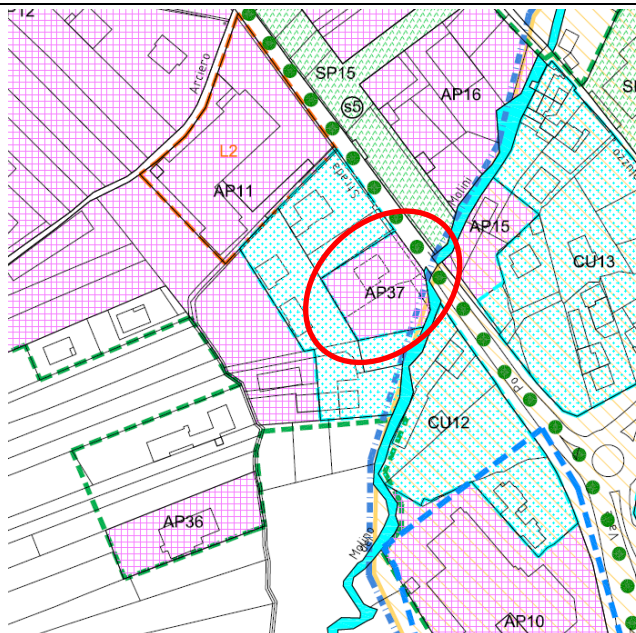 P12
SP15
Arciero
s5
AP16
L2
Strada
AP11
Molini
AP15
CU13
AP37
Po
CU12
AP36
Molino
AP10